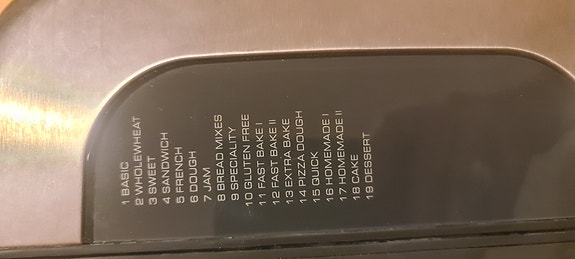 1 BASIC
2 WHOLEWHEAT
3 SWEET
4 SANDWICH
5 FRENCH
6 DOUGH
7 JAM
8 BREAD MIXES
9 SPECIALITY
10 GLUTEN FREE
11 FAST BAKE I
12 FAST BAKE II
13 EXTRA BAKE
14 PIZZA DOUGH
15 QUICK
16 HOMEMADE I
17 HOMEMADE II
18 CAKE
19 DESSERT